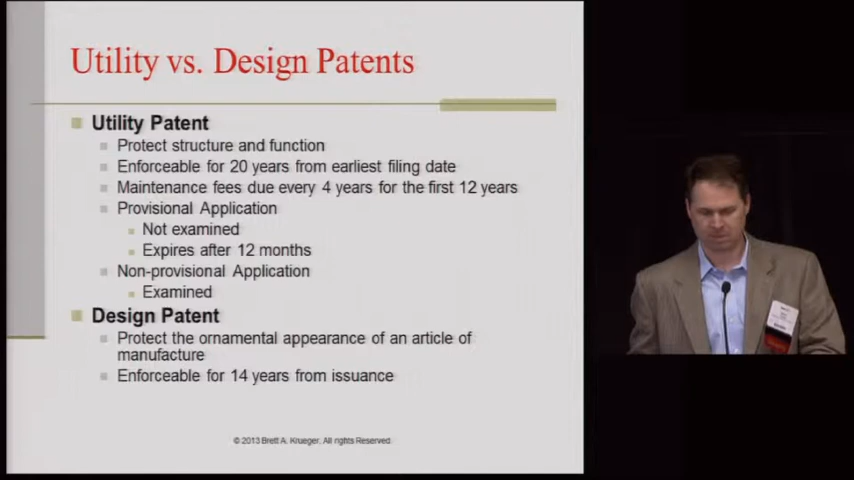 Utility vs. Design Patents
Utility Patent
Protect structure and function
Enforceable for 20 years from earliest filing date
Maintenance fees due every 4 years for the first 12 years
Provisional Application
Not examined
Expires after 12 months
Non-provisional Application
Examined
Design Patent
Protect the ornamental appearance of an article of
manufacture
Enforceable for 14 years from issuance
© 2013 Brett A. Krueger, All rights Reserved